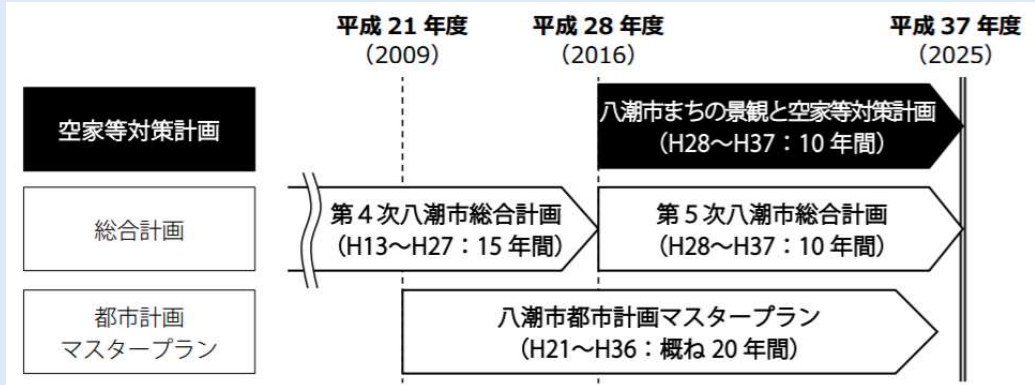 平成 21 年度
（2009）
平成 28 年度
（2016）
平成 37 年度
（2025）
空家等対策計画
八潮市まちの景観と空家等対策計画
（H28～H37：10 年間）
総合計画
第４次八潮市総合計画
（H13～H27：15 年間）
第５次八潮市総合計画
（H28～H37：10 年間）
都市計画
マスタープラン
八潮市都市計画マスタープラン
（H21～H36：概ね 20 年間）